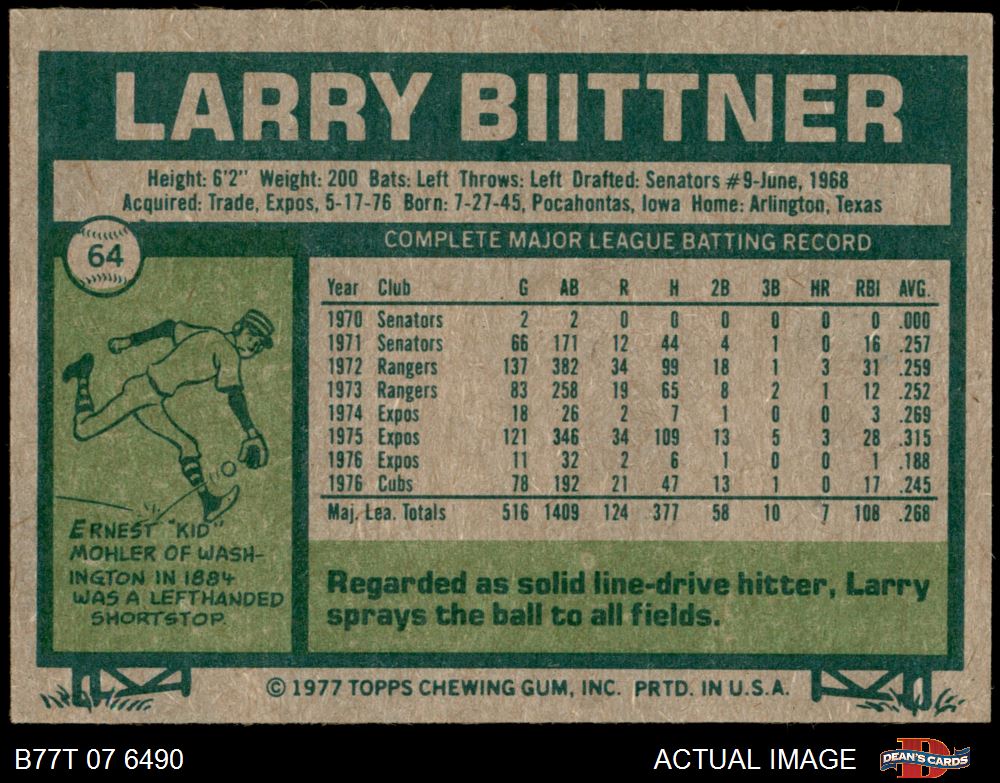 LARRY BIITTNER
Height: 6'2" Weight: 200 Bats: Left Throws: Left Drafted: Senators #9-June, 1968
Acquired: Trade, Expos, 5-17-76 Born: 7-27-45, Pocahontas, Iowa Home: Arlington, Texas
64
COMPLETE MAJOR LEAGUE BATTING RECORD
Year Club G AB R H 2B 3B HR RBI AVG.
1970 Senators 2 2 0 0 0 0 0 0 .000
1971 Senators 66 171 12 44 4 1 0 16 .257
1972 Rangers 137 382 34 99 18 1 3 31 .259
1973 Rangers 83 258 19 65 8 2 1 12 .252
1974 Expos 18 26 2 7 1 0 0 3 .269
1975 Expos 121 346 34 109 13 5 3 28 .315
1976 Expos 11 32 2 6 1 0 0 1 .188
1976 Cubs 78 192 21 47 13 1 0 17 .245
Maj. Lea. Totals 516 1409 124 377 58 10 7 108 .268
ERNEST "KID"
MOHLER OF WASH-
INGTON IN 1884
WAS A LEFTHANDED
SHORTSTOP.
Regarded as solid line-drive hitter, Larry
sprays the ball to all fields.
© 1977 TOPPS CHEWING GUM, INC. PRTD. IN U.S.A.
B77T 07 6490
ACTUAL IMAGE
D
DEAN'S CARDS